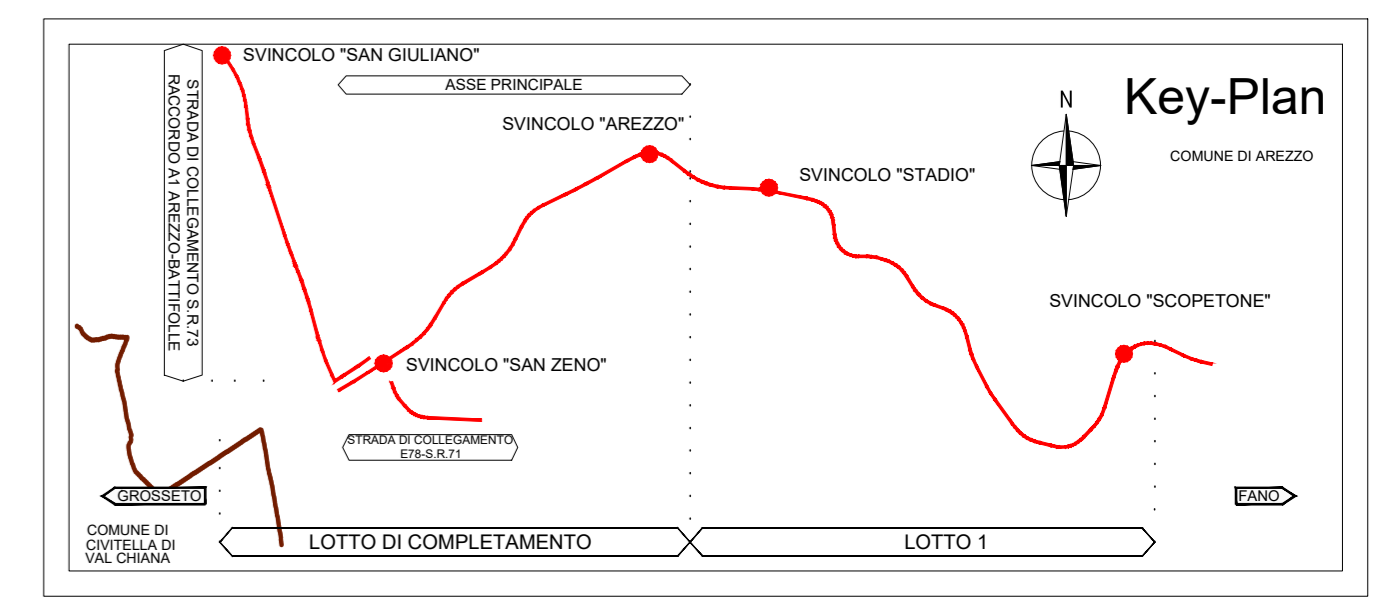 SVINCOLO "SAN GIULIANO"
STRADA DI COLLEGAMENTO S.R.73
RACCORDO A1 AREZZO-BATTIFOLLE
ASSE PRINCIPALE
SVINCOLO "AREZZO"
N
Key-Plan
COMUNE DI AREZZO
SVINCOLO "STADIO"
SVINCOLO "SCOPETONE"
SVINCOLO "SAN ZENO"
STRADA DI COLLEGAMENTO
E78-S.R.71
GROSSETO
FANO
COMUNE DI
CIVITELLA DI
VAL CHIANA
LOTTO DI COMPLETAMENTO
LOTTO 1